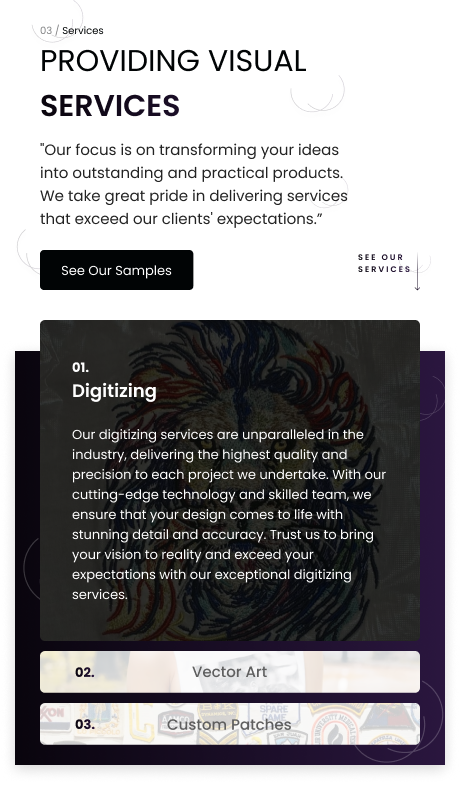 03 / Services
PROVIDING VISUAL
SERVICES
"Our focus is on transforming your ideas
into outstanding and practical products.
We take great pride in delivering services
that exceed our clients' expectations.”
See Our Samples
SEE OUR
SERVICES
01.
Digitizing
Our digitizing services are unparalleled in the
industry, delivering the highest quality and
precision to each project we undertake. With our
cutting-edge technology and skilled team, we
ensure that your design comes to life with
stunning detail and accuracy. Trust us to bring
your vision to reality and exceed your
expectations with our exceptional digitizing
services.
02.
Vector Art
03.
Custom Patches